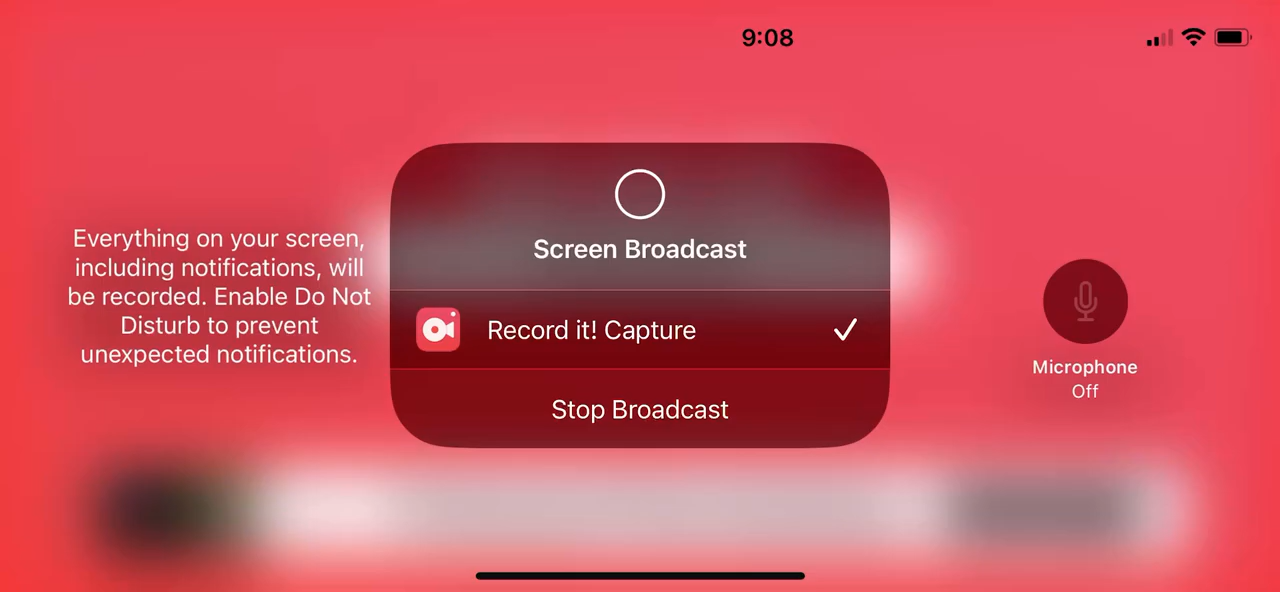 9:08
Everything on your screen,
including notifications, will
be recorded. Enable Do Not
Disturb to prevent
unexpected notifications.
Screen Broadcast
Record it! Capture
Stop Broadcast
Microphone
Off